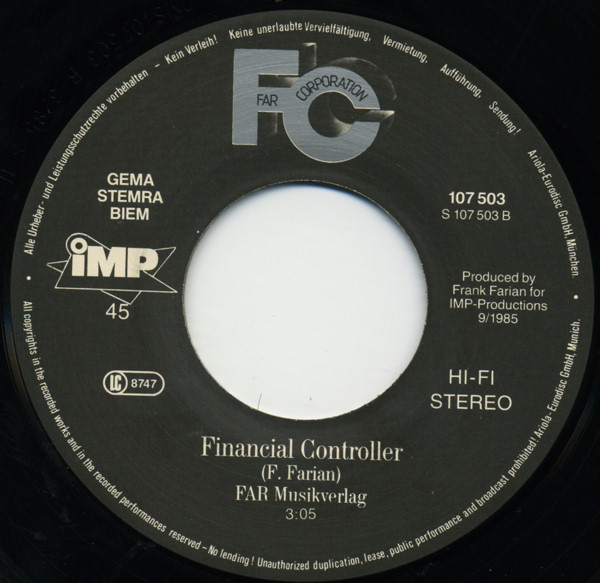 Alle Urheber- und Leistungsschutzrechte vorbehalten – Kein Verleih! Keine unerlaubte Vervielfältigung, Vermietung, Aufführung, Sendung! Ariola-Eurodisc GmbH, München.
FC
FAR CORPORATION
GEMA
STEMRA
BIEM
107 503
S 107 503 B
iMP
45
Produced by
Frank Farian for
IMP-Productions
9/1985
LC 8747
HI-FI
STEREO
Financial Controller
(F. Farian)
FAR Musikverlag
3:05
All copyrights in the recorded works and in the recorded performances reserved – No lending! Unauthorized duplication, lease, public performance and broadcast prohibited! Ariola-Eurodisc GmbH, Munich.